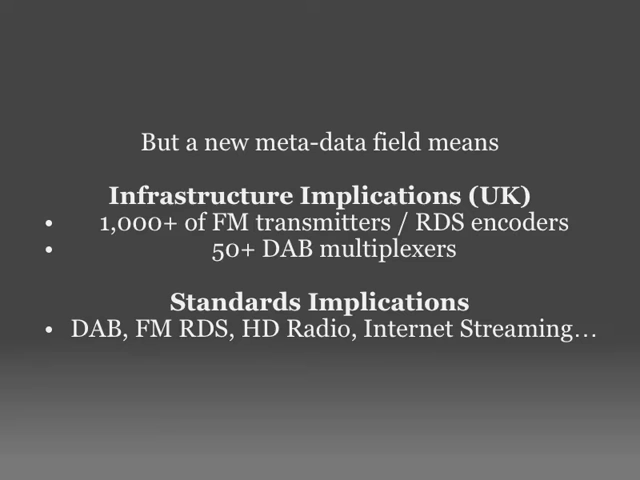 But a new meta-data field means
Infrastructure Implications (UK)
• 1,000+ of FM transmitters / RDS encoders
• 50+ DAB multiplexers
Standards Implications
• DAB, FM RDS, HD Radio, Internet Streaming…